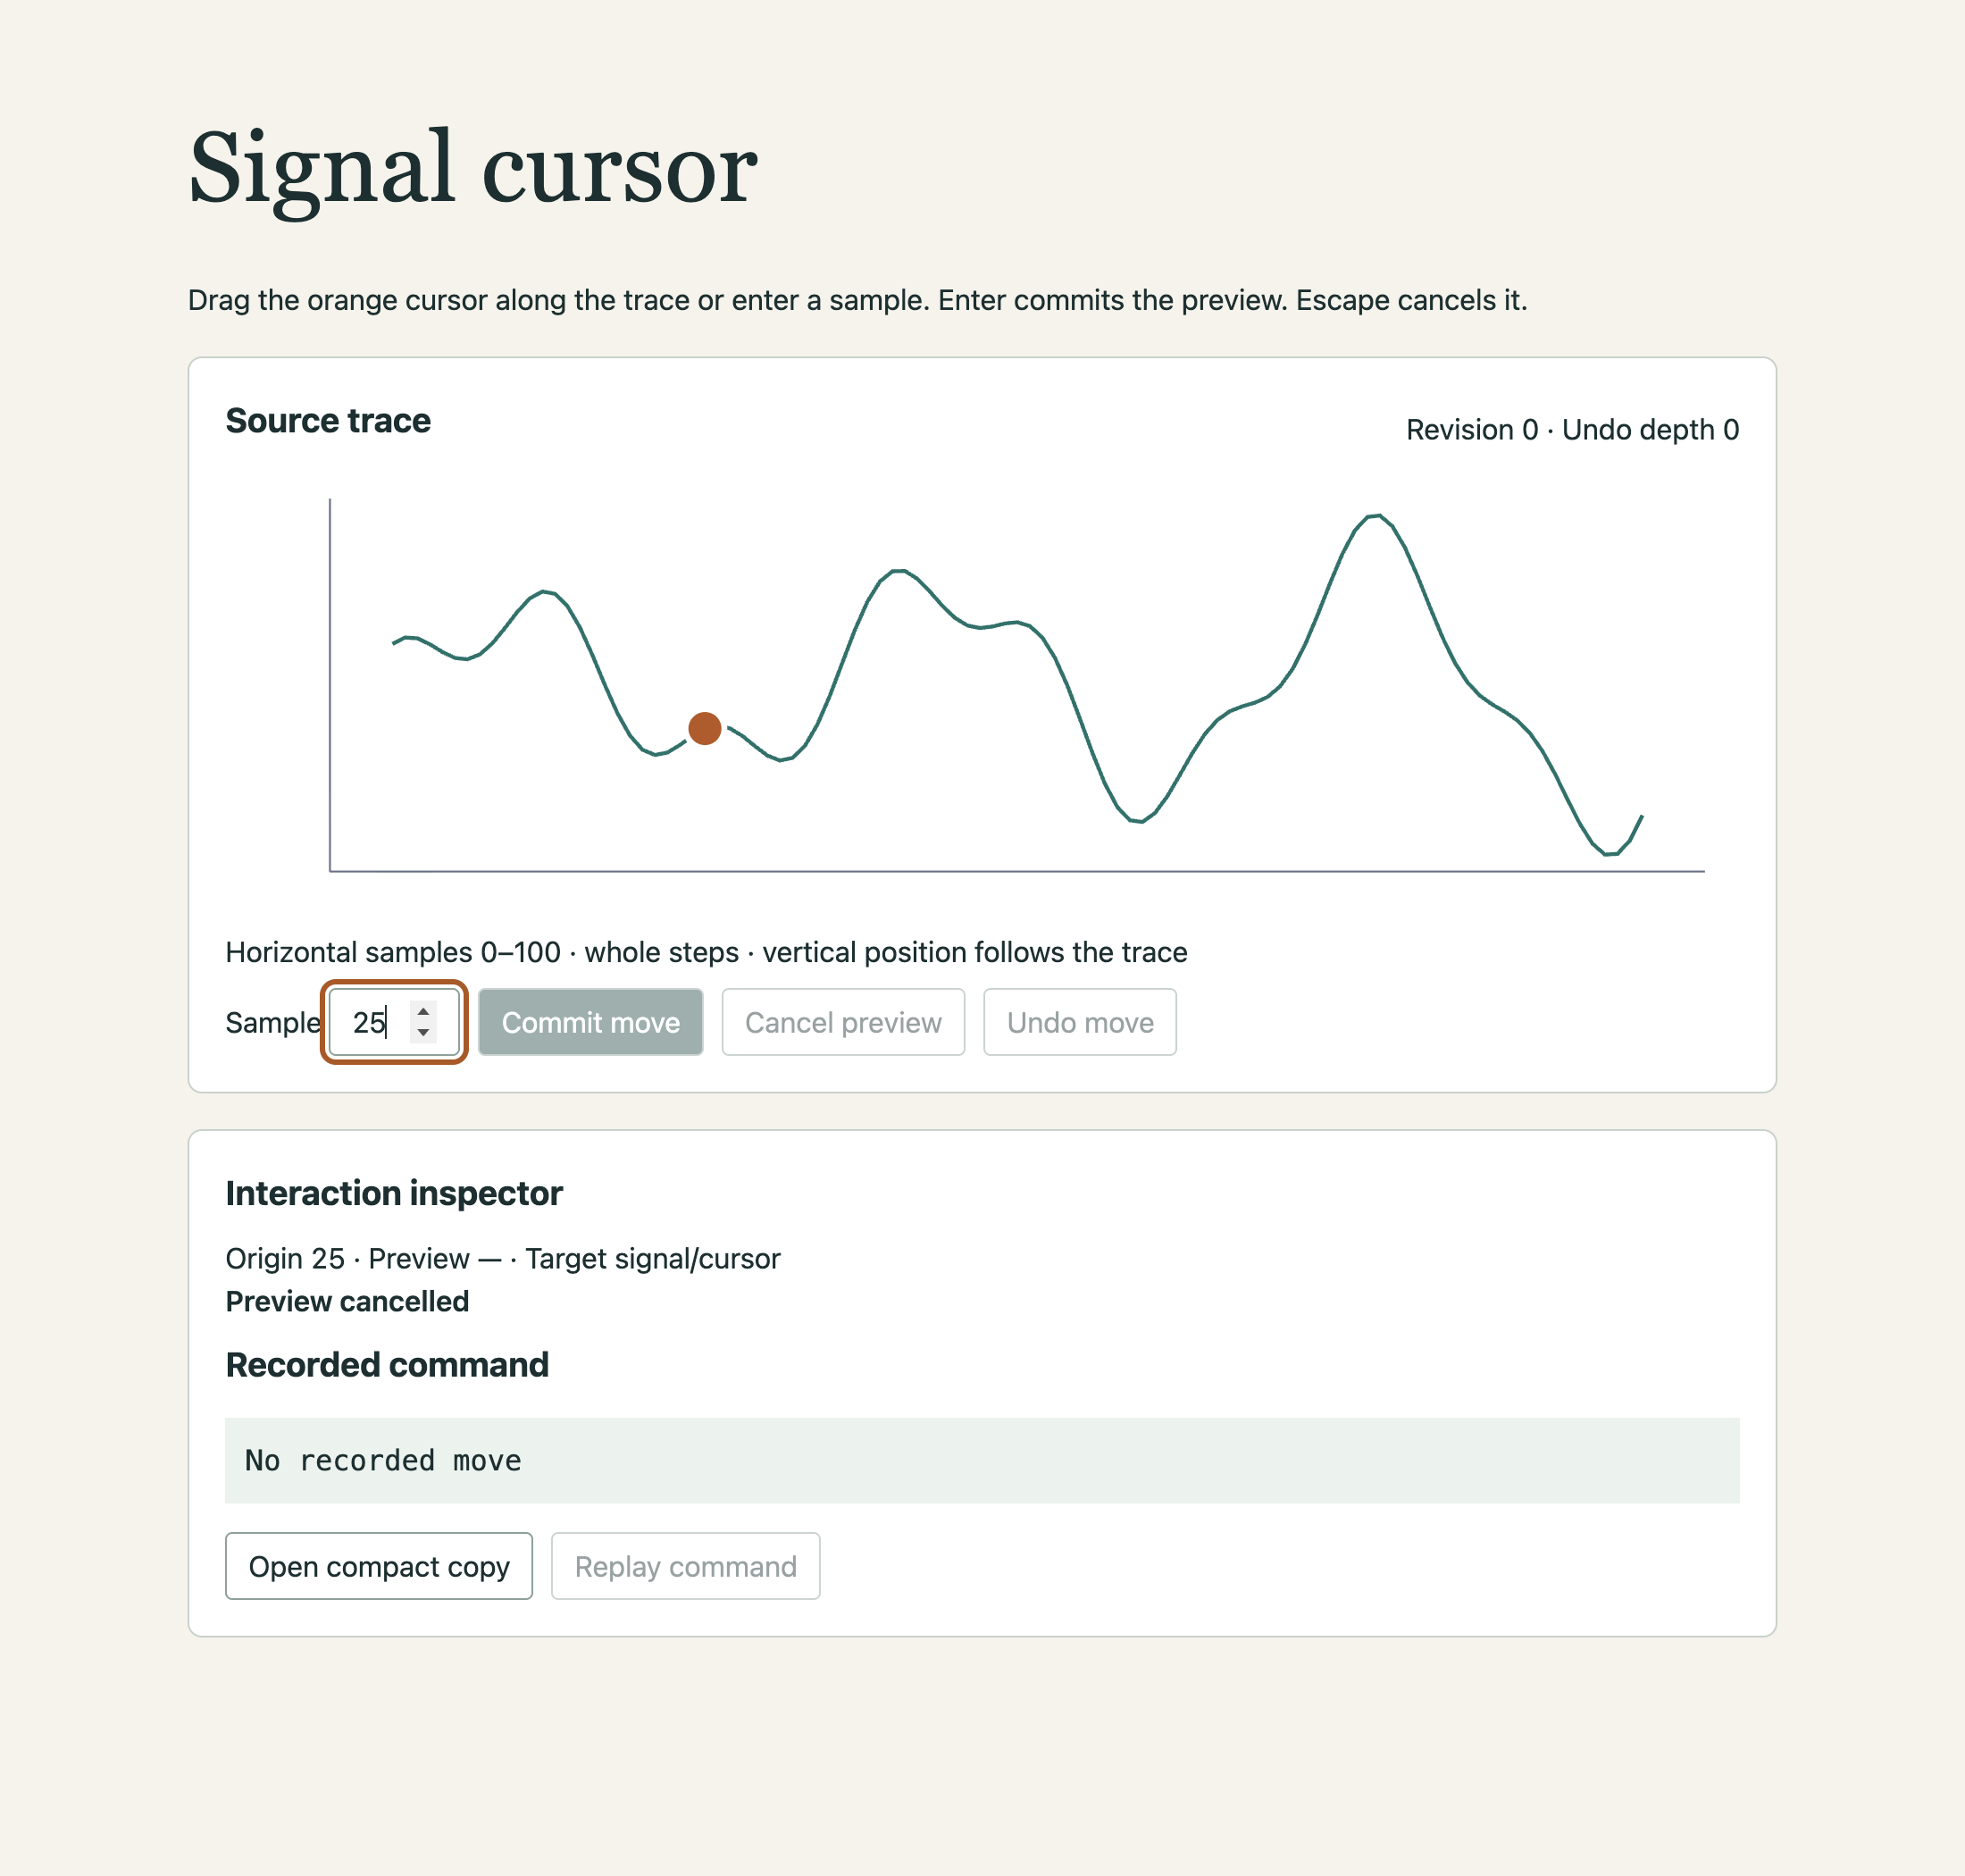 Signal cursor
Drag the orange cursor along the trace or enter a sample. Enter commits the preview. Escape cancels it.
Source trace
Revision 0 · Undo depth 0
Horizontal samples 0–100 · whole steps · vertical position follows the trace
Sample 25 Commit move Cancel preview Undo move
Interaction inspector
Origin 25 · Preview — · Target signal/cursor
Preview cancelled
Recorded command
No recorded move
Open compact copy Replay command